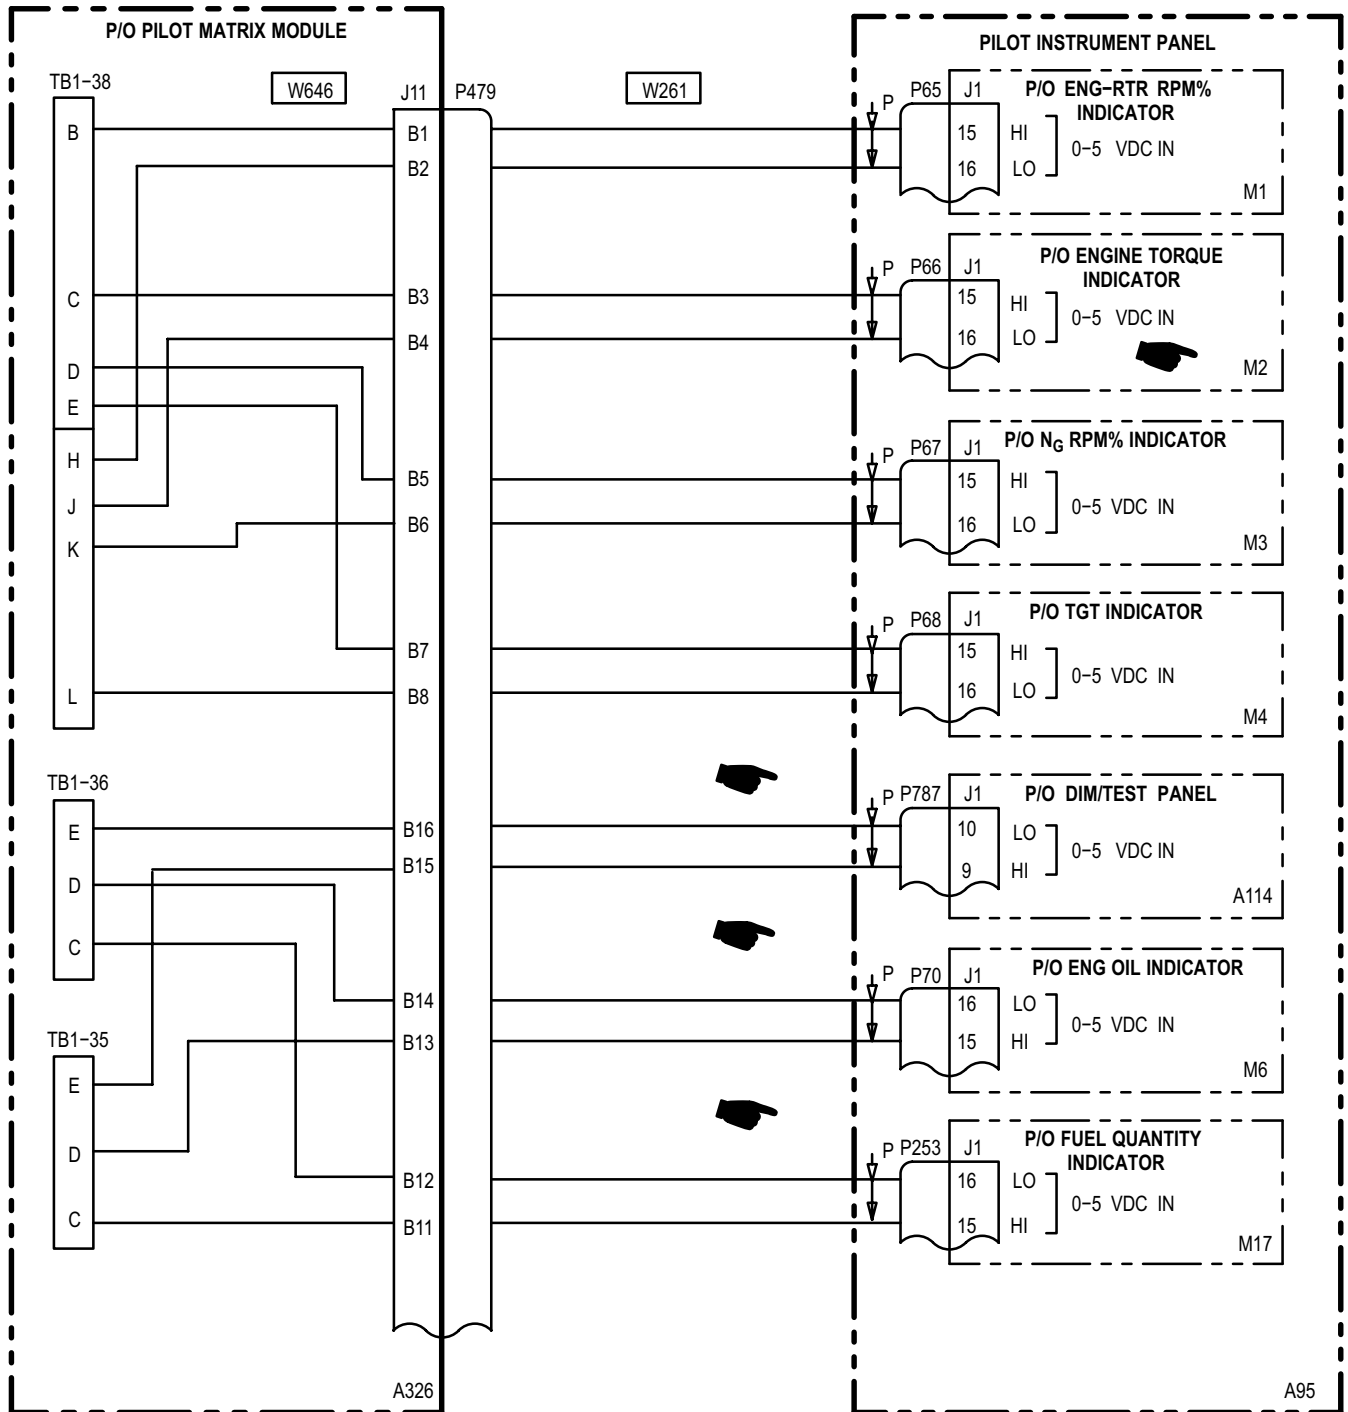 P/O PILOT MATRIX MODULE
TB1−38
W646
J11
P479
W261
B
C
D
E
H
J
K
L
B1
B2
B3
B4
B5
B6
B7
B8
TB1−36
E
D
C
B16
B15
B14
B13
TB1−35
E
D
C
B12
B11
A326
PILOT INSTRUMENT PANEL
P
P65
J1
P/O ENG−RTR RPM%
INDICATOR
15
HI
0−5 VDC IN
16
LO
M1
P
P66
J1
P/O ENGINE TORQUE
INDICATOR
15
HI
0−5 VDC IN
16
LO
M2
P
P67
J1
P/O NG RPM% INDICATOR
15
HI
0−5 VDC IN
16
LO
M3
P
P68
J1
P/O TGT INDICATOR
15
HI
0−5 VDC IN
16
LO
M4
P
P787
J1
P/O DIM/TEST PANEL
10
LO
0−5 VDC IN
9
HI
A114
P
P70
J1
P/O ENG OIL INDICATOR
16
LO
0−5 VDC IN
15
HI
M6
P
P253
J1
P/O FUEL QUANTITY
INDICATOR
16
LO
0−5 VDC IN
15
HI
M17
A95